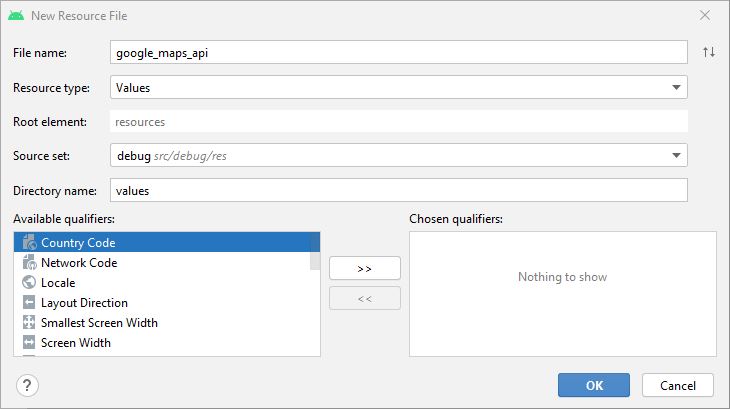 New Resource File
File name: google_maps_api
Resource type: Values
Root element: resources
Source set: debug src/debug/res
Directory name: values
Available qualifiers: Chosen qualifiers:
Country Code
Network Code
Locale
Layout Direction
Smallest Screen Width
Screen Width
>>
<<
Nothing to show
?
OK Cancel